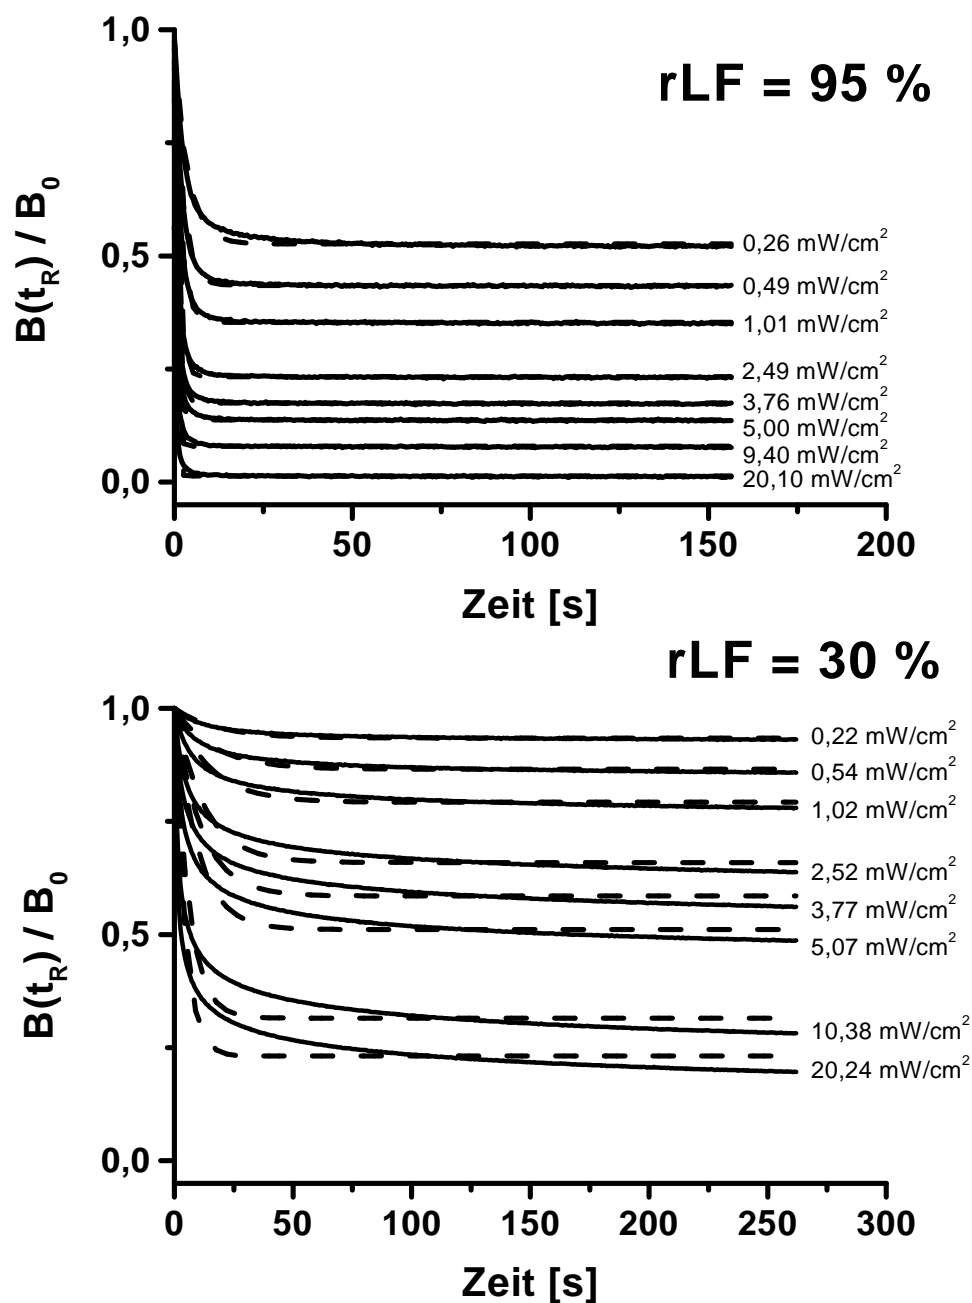 rLF = 95 %
B(t_R) / B_0
1,0
0,5
0,0
0,26 mW/cm²
0,49 mW/cm²
1,01 mW/cm²
2,49 mW/cm²
3,76 mW/cm²
5,00 mW/cm²
9,40 mW/cm²
20,10 mW/cm²
0 50 100 150 200
Zeit [s]
rLF = 30 %
B(t_R) / B_0
1,0
0,5
0,0
0,22 mW/cm²
0,54 mW/cm²
1,02 mW/cm²
2,52 mW/cm²
3,77 mW/cm²
5,07 mW/cm²
10,38 mW/cm²
20,24 mW/cm²
0 50 100 150 200 250 300
Zeit [s]